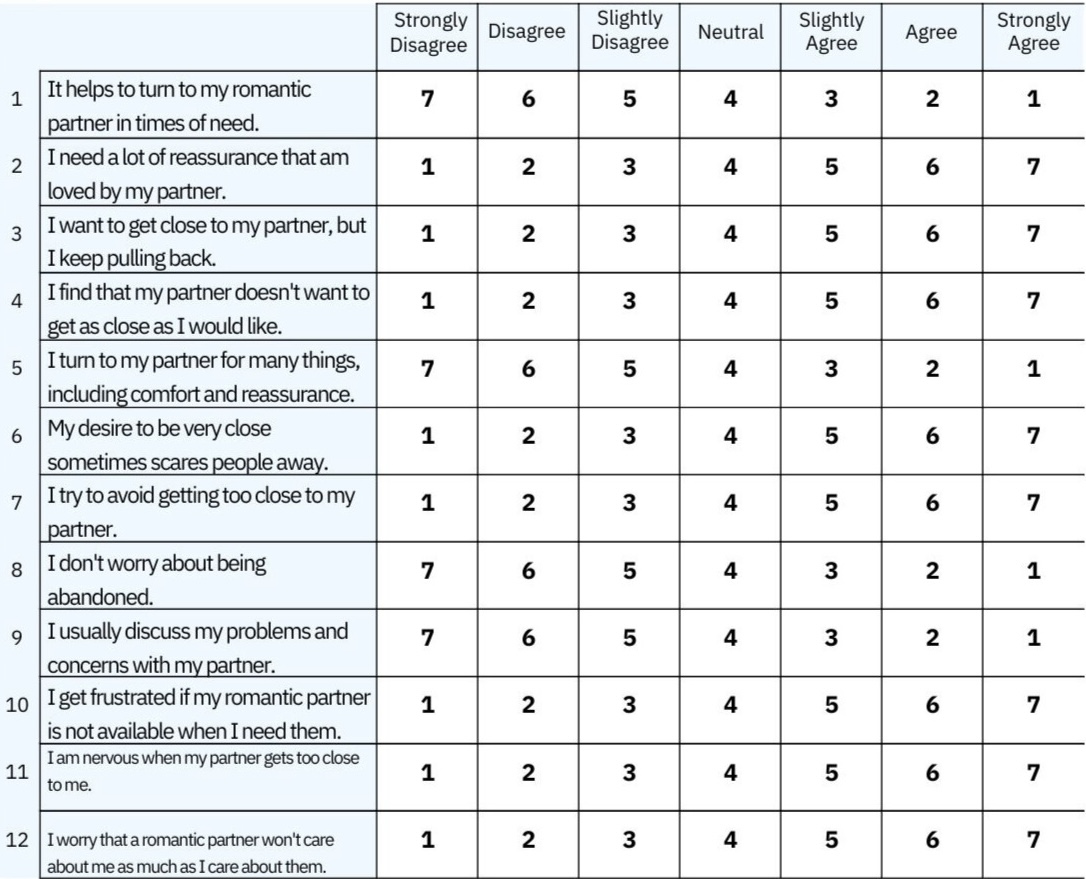 Strongly Disagree Slightly Neutral Slightly Agree Strongly
Disagree Disagree Agree Agree
1 It helps to turn to my romantic 7 6 5 4 3 2 1
partner in times of need.
2 I need a lot of reassurance that am 1 2 3 4 5 6 7
loved by my partner.
3 I want to get close to my partner, but 1 2 3 4 5 6 7
I keep pulling back.
4 I find that my partner doesn't want to 1 2 3 4 5 6 7
get as close as I would like.
5 I turn to my partner for many things, 7 6 5 4 3 2 1
including comfort and reassurance.
6 My desire to be very close 1 2 3 4 5 6 7
sometimes scares people away.
7 I try to avoid getting too close to my 1 2 3 4 5 6 7
partner.
8 I don't worry about being 7 6 5 4 3 2 1
abandoned.
9 I usually discuss my problems and 7 6 5 4 3 2 1
concerns with my partner.
10 I get frustrated if my romantic partner 1 2 3 4 5 6 7
is not available when I need them.
11 I am nervous when my partner gets too close 1 2 3 4 5 6 7
to me.
12 I worry that a romantic partner won't care 1 2 3 4 5 6 7
about me as much as I care about them.